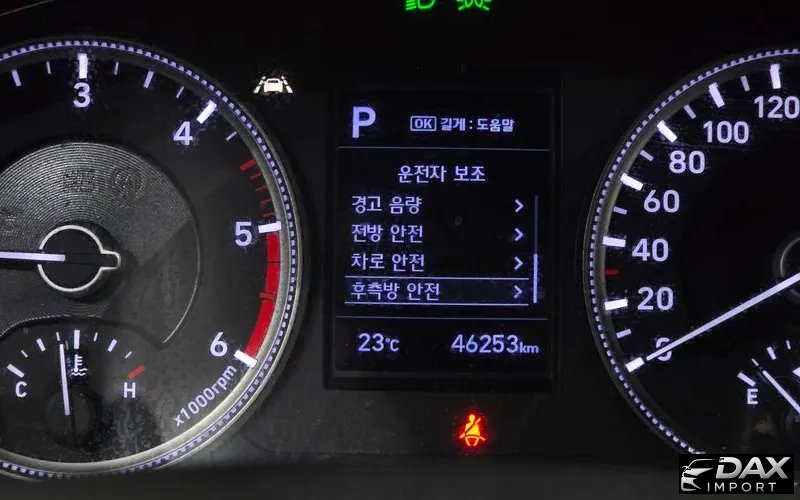 3
4
5
6
x1000rpm
C
H
P
OK 길게 : 도움말
운전자 보조
경고 음량
전방 안전
차로 안전
후측방 안전
23℃
46253km
120
100
80
60
40
20
0
E
DAX
IMPORT